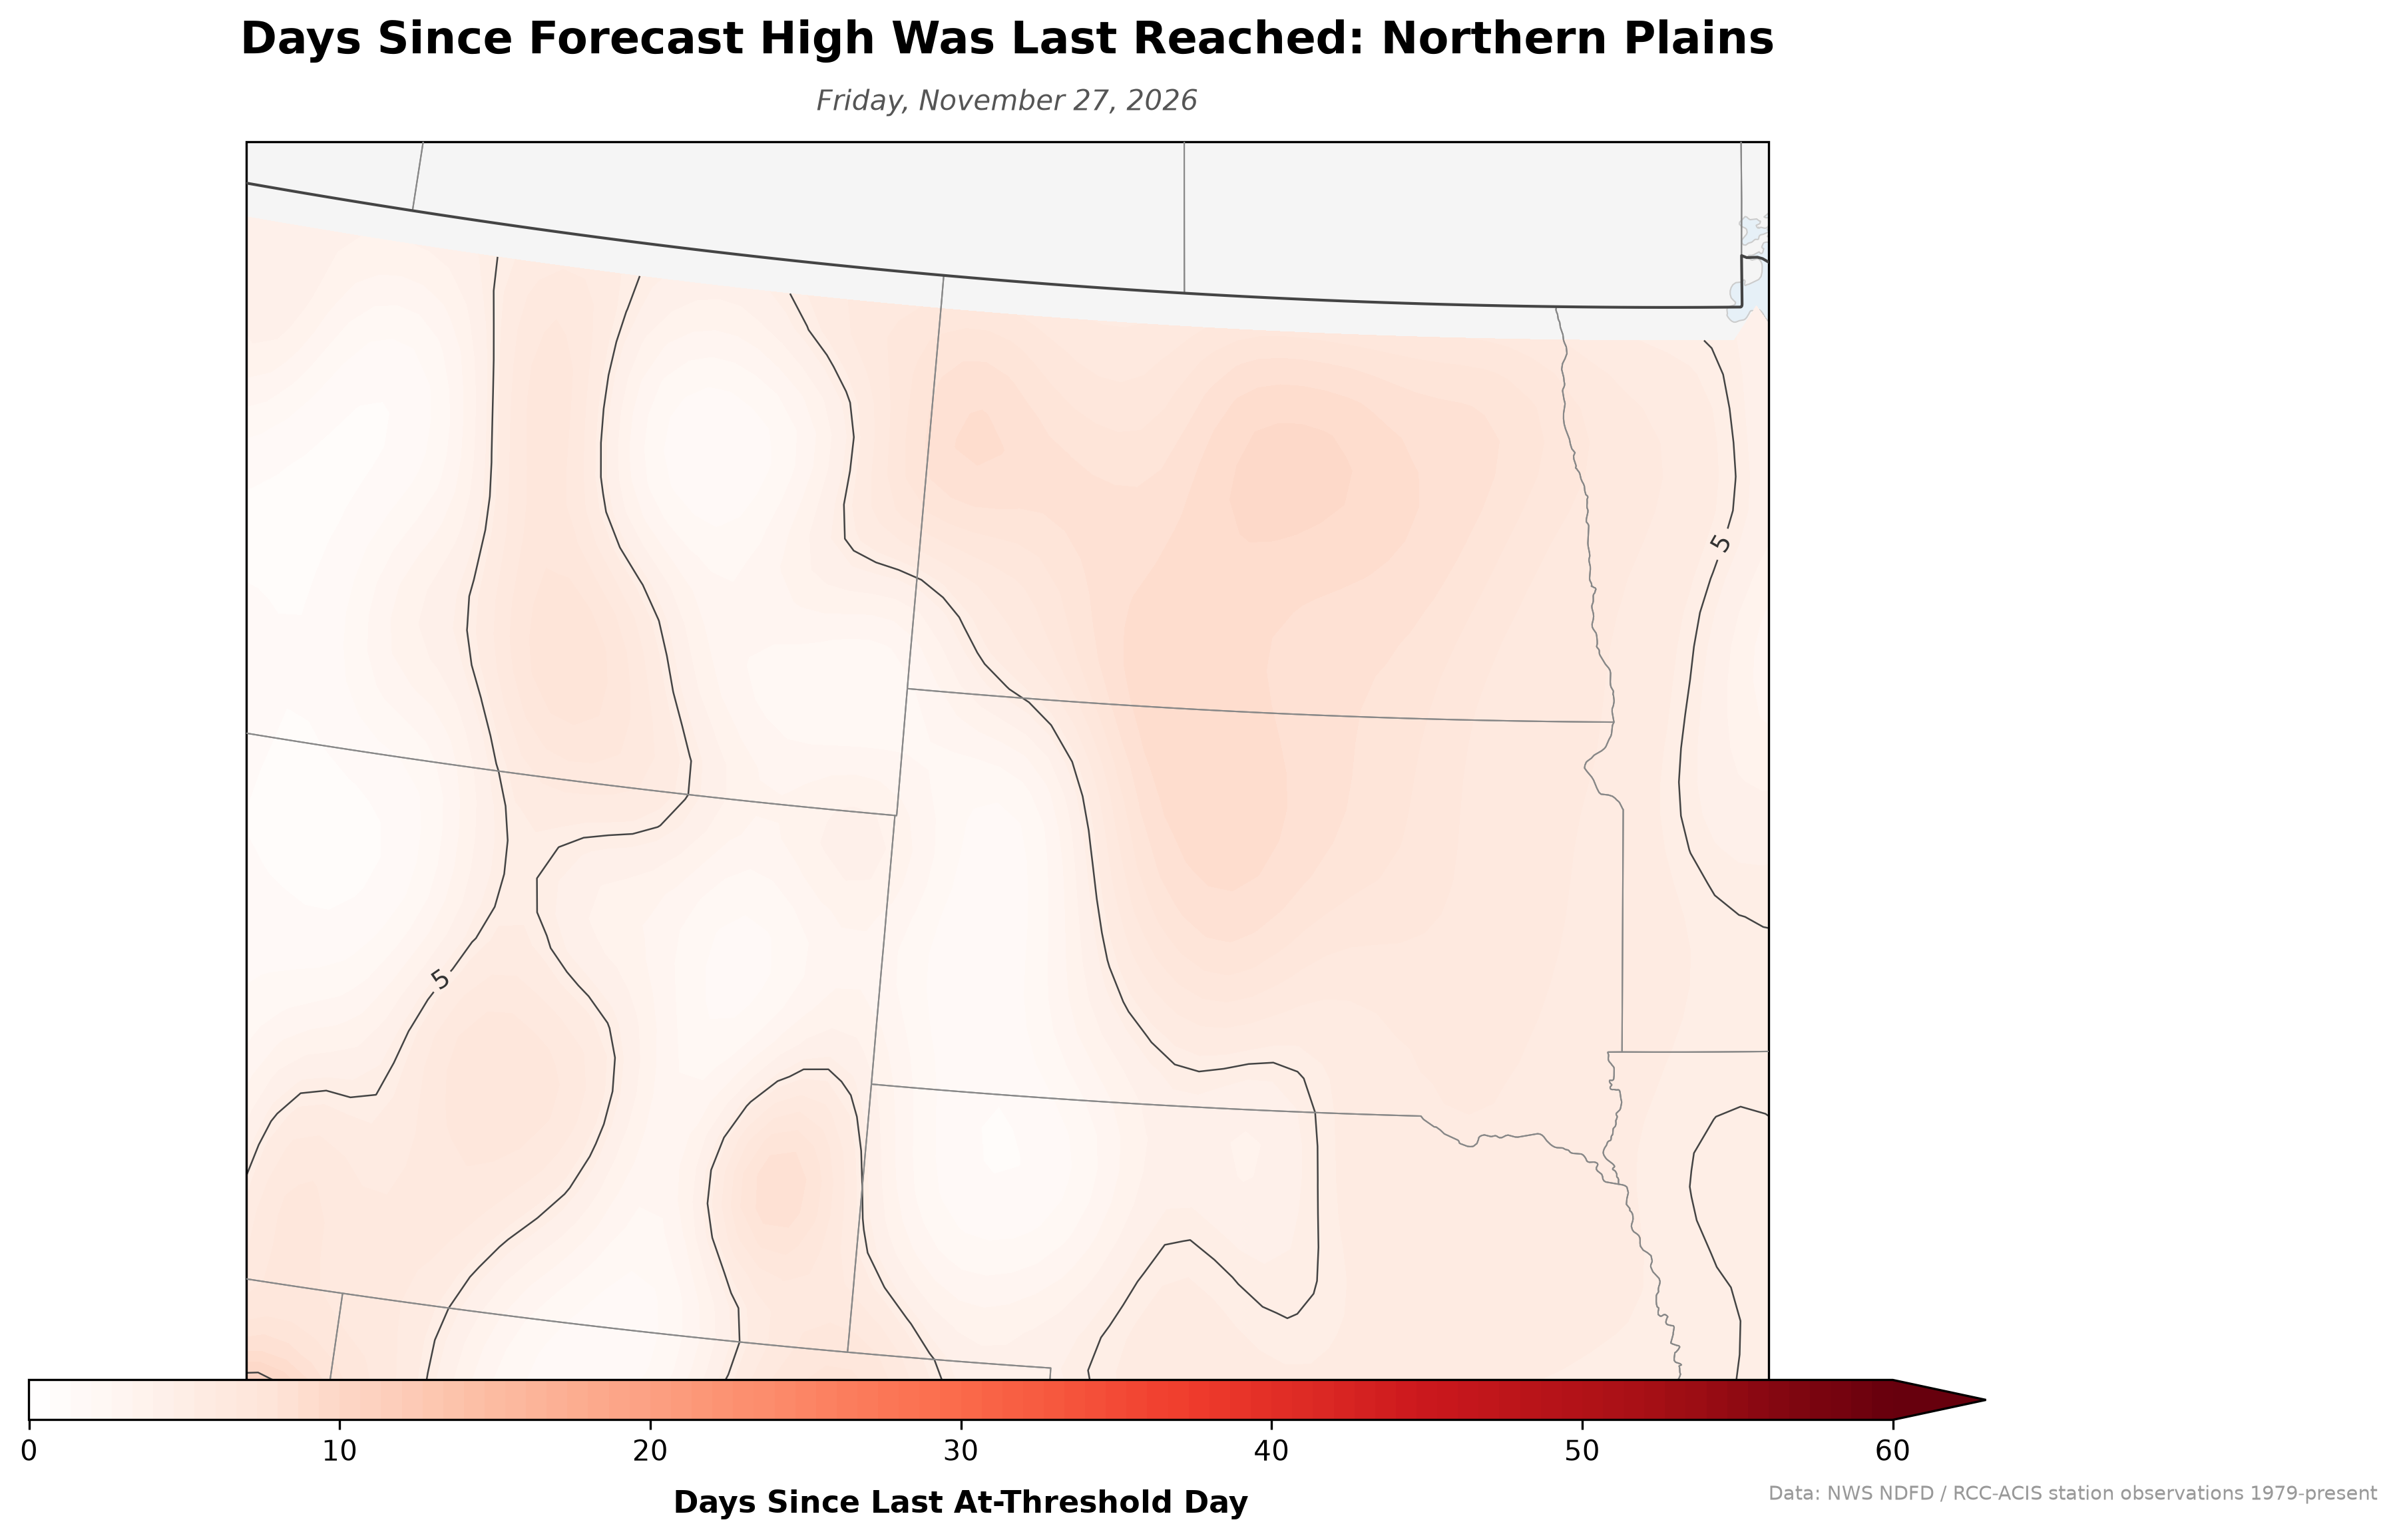 Days Since Forecast High Was Last Reached: Northern Plains
Friday, November 27, 2026
5
5
0 10 20 30 40 50 60
Days Since Last At-Threshold Day
Data: NWS NDFD / RCC-ACIS station observations 1979-present